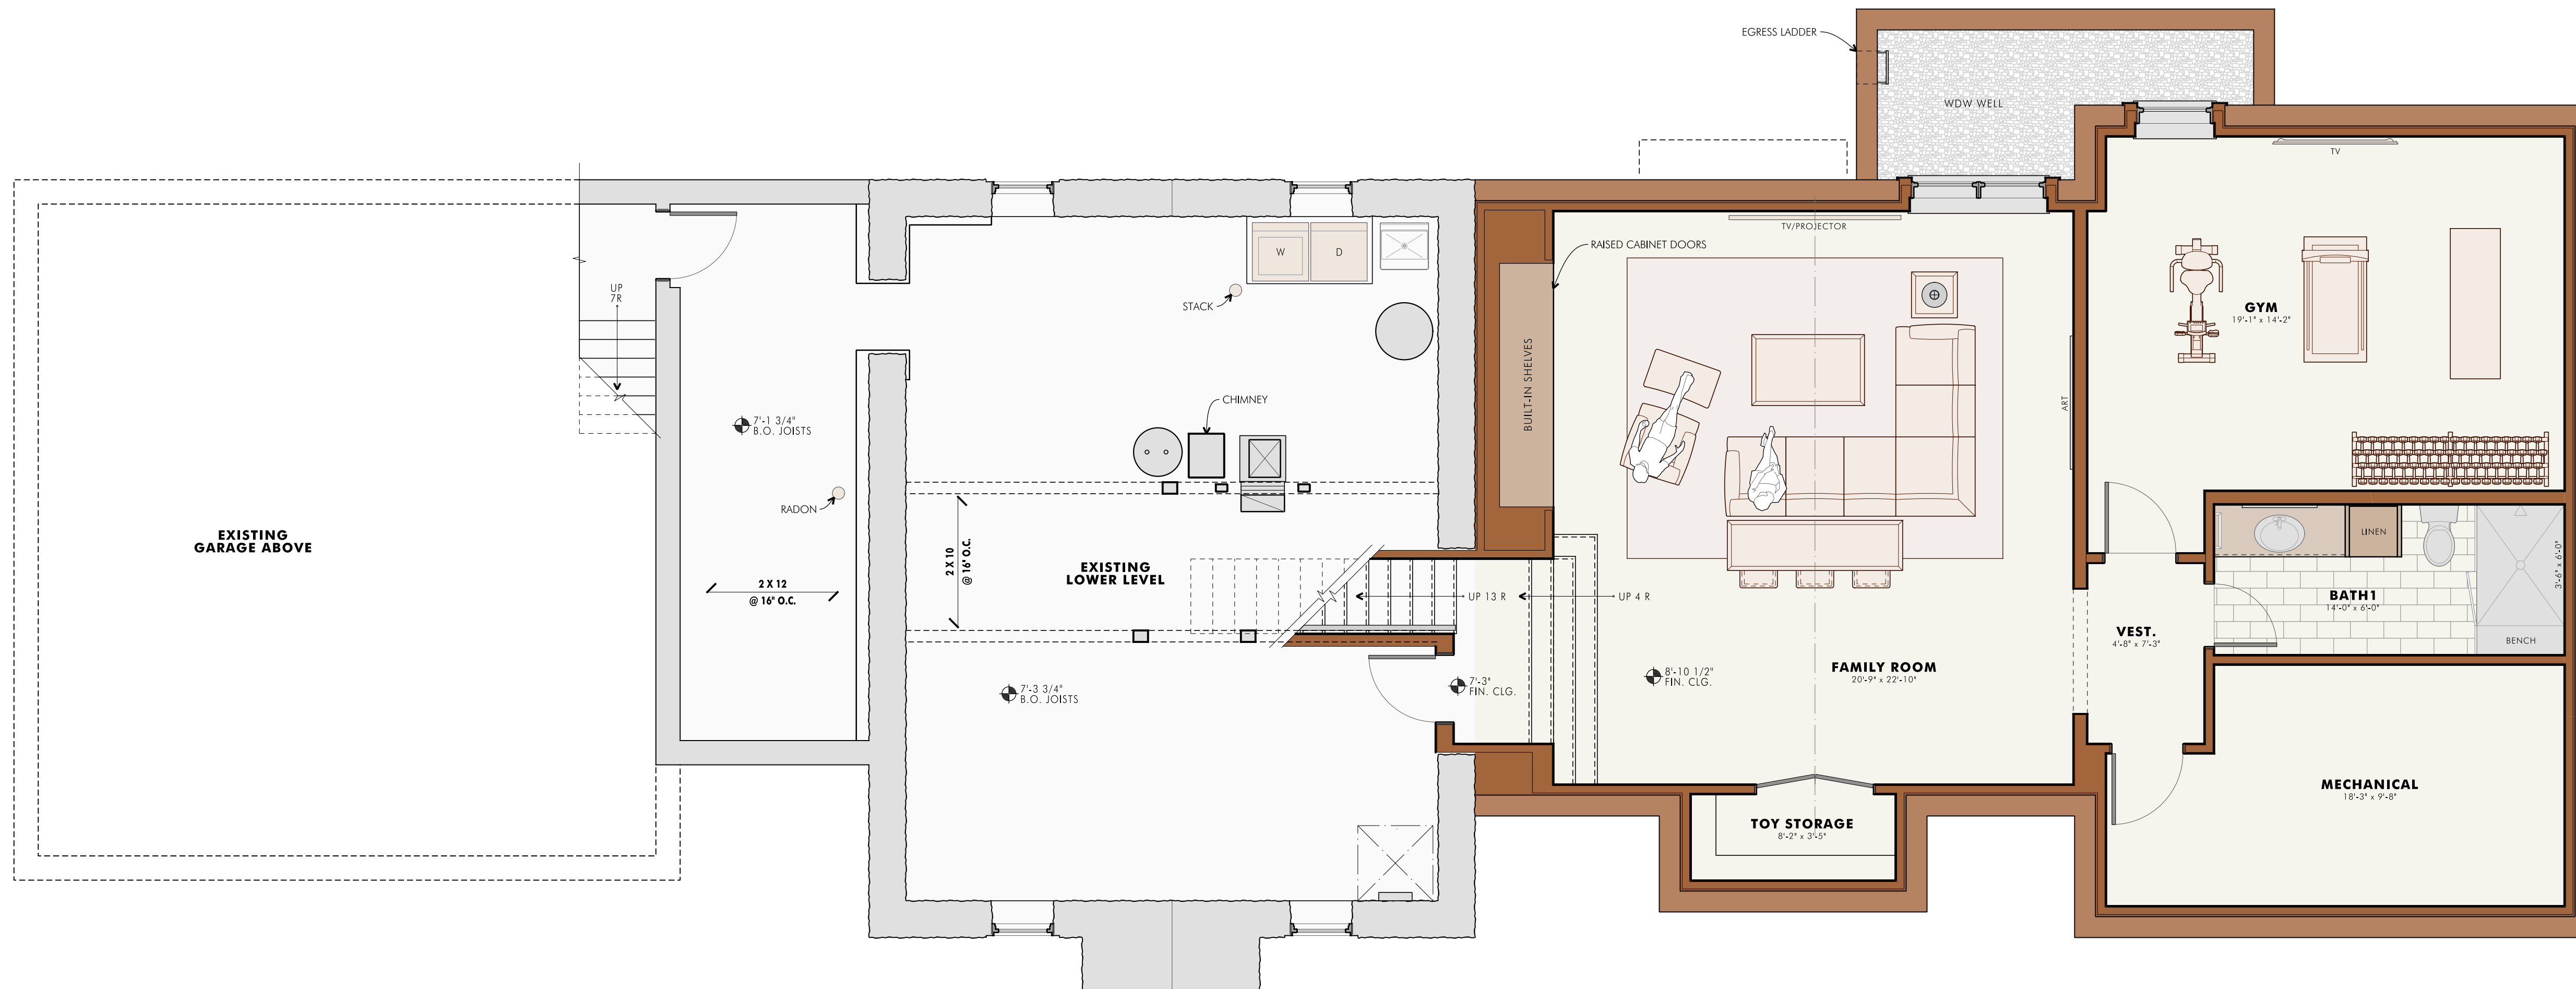 EGRESS LADDER
WDW WELL
TV
TV/PROJECTOR
RAISED CABINET DOORS
W
D
STACK
UP
7R
GYM
19'-1" x 14'-2"
BUILT-IN SHELVES
ART
CHIMNEY
7'-1 3/4"
B.O. JOISTS
RADON
EXISTING
GARAGE ABOVE
2 X 10
@ 16" O.C.
EXISTING
LOWER LEVEL
2 X 12
@ 16" O.C.
UP 13 R
UP 4 R
LINEN
3'-6" x 6'-0"
BATH1
14'-0" x 6'-0"
BENCH
VEST.
4'-8" x 7'-3"
7'-3 3/4"
B.O. JOISTS
7'-3"
FIN. CLG.
8'-10 1/2"
FIN. CLG.
FAMILY ROOM
20'-9" x 22'-10"
MECHANICAL
18'-3" x 9'-8"
TOY STORAGE
8'-2" x 3'-5"